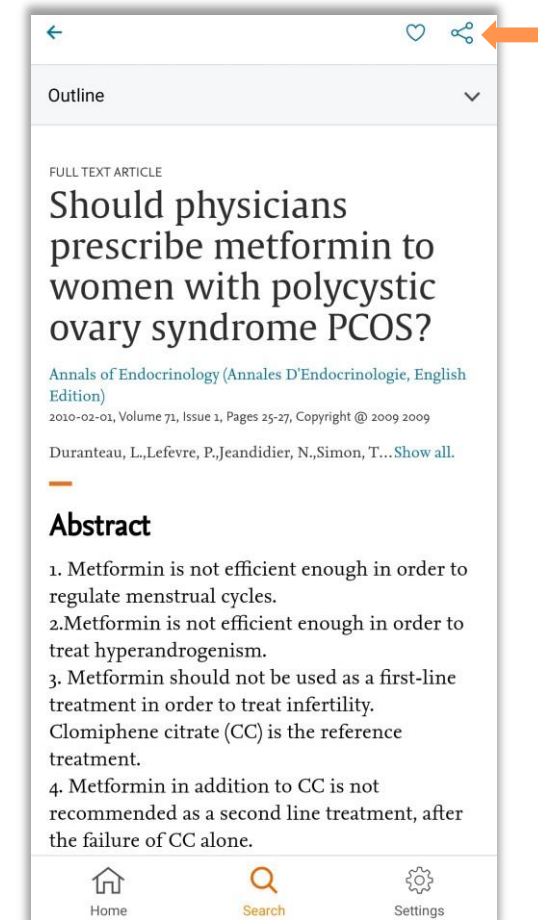 Outline
FULL TEXT ARTICLE
Should physicians
prescribe metformin to
women with polycystic
ovary syndrome PCOS?
Annals of Endocrinology (Annales D'Endocrinologie, English
Edition)
2010-02-01, Volume 71, Issue 1, Pages 25-27, Copyright @ 2009 2009
Duranteau, L.,Lefevre, P.,Jeandidier, N.,Simon, T...Show all.
Abstract
1. Metformin is not efficient enough in order to
regulate menstrual cycles.
2.Metformin is not efficient enough in order to
treat hyperandrogenism.
3. Metformin should not be used as a first-line
treatment in order to treat infertility.
Clomiphene citrate (CC) is the reference
treatment.
4. Metformin in addition to CC is not
recommended as a second line treatment, after
the failure of CC alone.
Home Search Settings